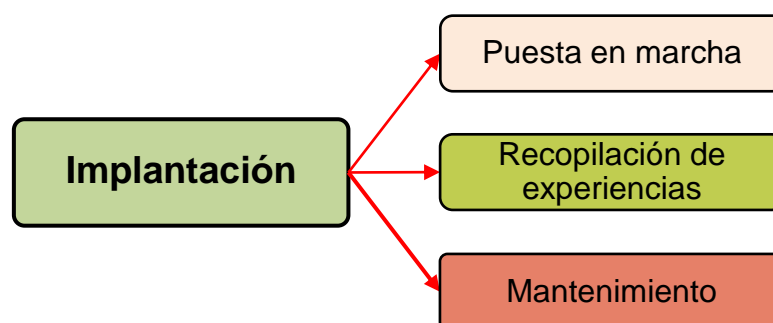 Implantación
Puesta en marcha
Recopilación de
experiencias
Mantenimiento